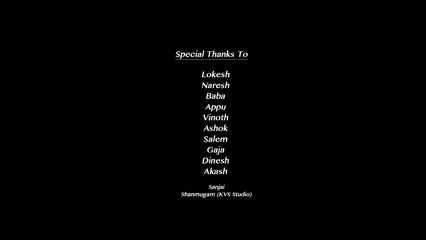 Special Thanks To
Lokesh
Naresh
Baba
Appu
Vinoth
Ashok
Salem
Gaja
Dinesh
Akash
Sanjai
Shanmugam (KVS Studio)